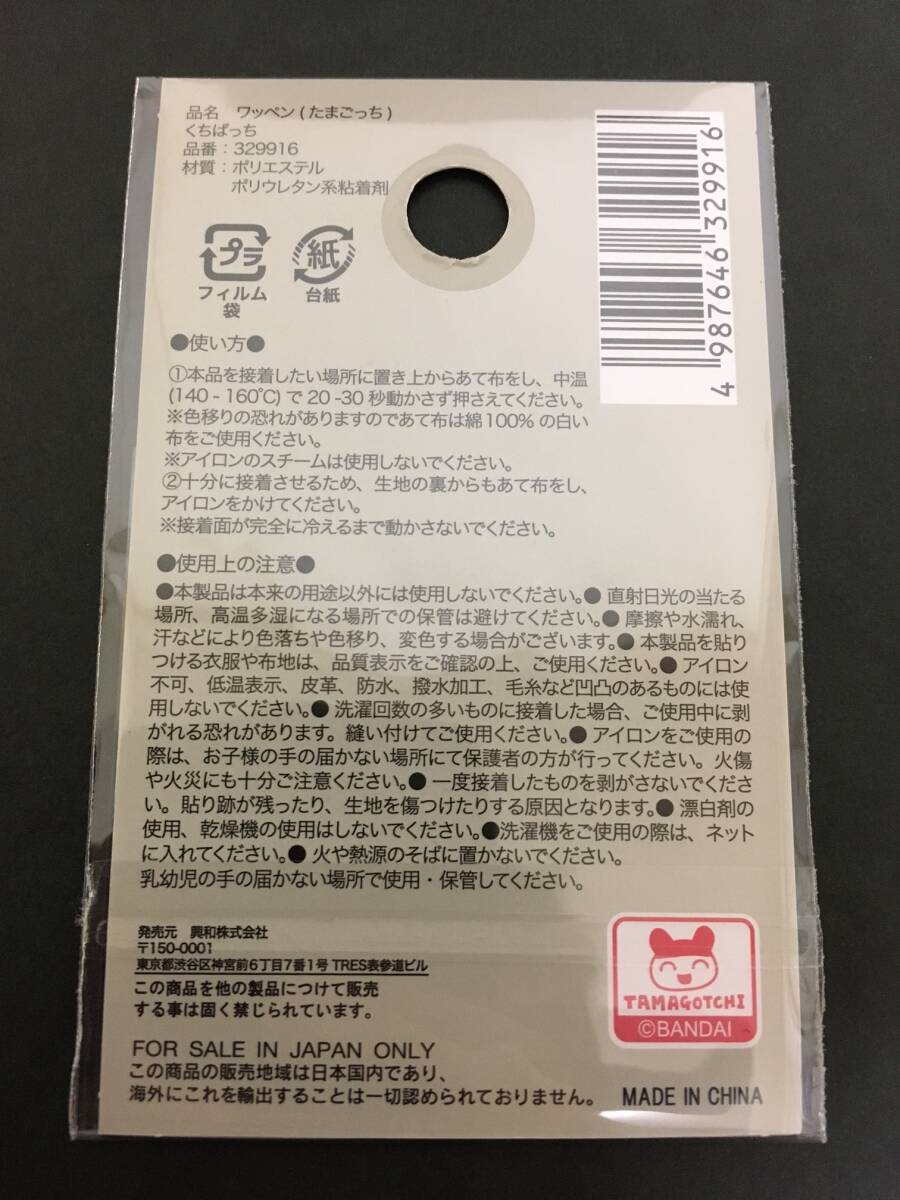 品名　ワッペン(たまごっち)
くちぱっち
品番：329916
材質：ポリエステル
ポリウレタン系粘着剤
プラ
フィルム
袋
紙
台紙
4 987646 329916
●使い方●
①本品を接着したい場所に置き上からあて布をし、中温
(140 - 160℃) で 20 -30 秒動かさず押さえてください。
※色移りの恐れがありますのであて布は綿100% の白い
布をご使用ください。
※アイロンのスチームは使用しないでください。
②十分に接着させるため、生地の裏からもあて布をし、
アイロンをかけてください。
※接着面が完全に冷えるまで動かさないでください。
●使用上の注意●
●本製品は本来の用途以外には使用しないでください。● 直射日光の当たる
場所、高温多湿になる場所での保管は避けてください。● 摩擦や水濡れ、
汗などにより色落ちや色移り、変色する場合がございます。● 本製品を貼り
つける衣服や布地は、品質表示をご確認の上、ご使用ください。● アイロン
不可、低温表示、皮革、防水、撥水加工、毛糸など凹凸のあるものには使
用しないでください。● 洗濯回数の多いものに接着した場合、ご使用中に剥
がれる恐れがあります。縫い付けてご使用ください。● アイロンをご使用の
際は、お子様の手の届かない場所にて保護者の方が行ってください。火傷
や火災にも十分ご注意ください。● 一度接着したものを剥がさないでくださ
い。貼り跡が残ったり、生地を傷つけたりする原因となります。● 漂白剤の
使用、乾燥機の使用はしないでください。●洗濯機をご使用の際は、ネット
に入れてください。● 火や熱源のそばに置かないでください。
乳幼児の手の届かない場所で使用・保管してください。
発売元　興和株式会社
〒150-0001
東京都渋谷区神宮前6丁目7番1号 TRES表参道ビル
この商品を他の製品につけて販売
する事は固く禁じられています。
TAMAGOTCHI
©BANDAI
FOR SALE IN JAPAN ONLY
この商品の販売地域は日本国内であり、
海外にこれを輸出することは一切認められておりません。
MADE IN CHINA